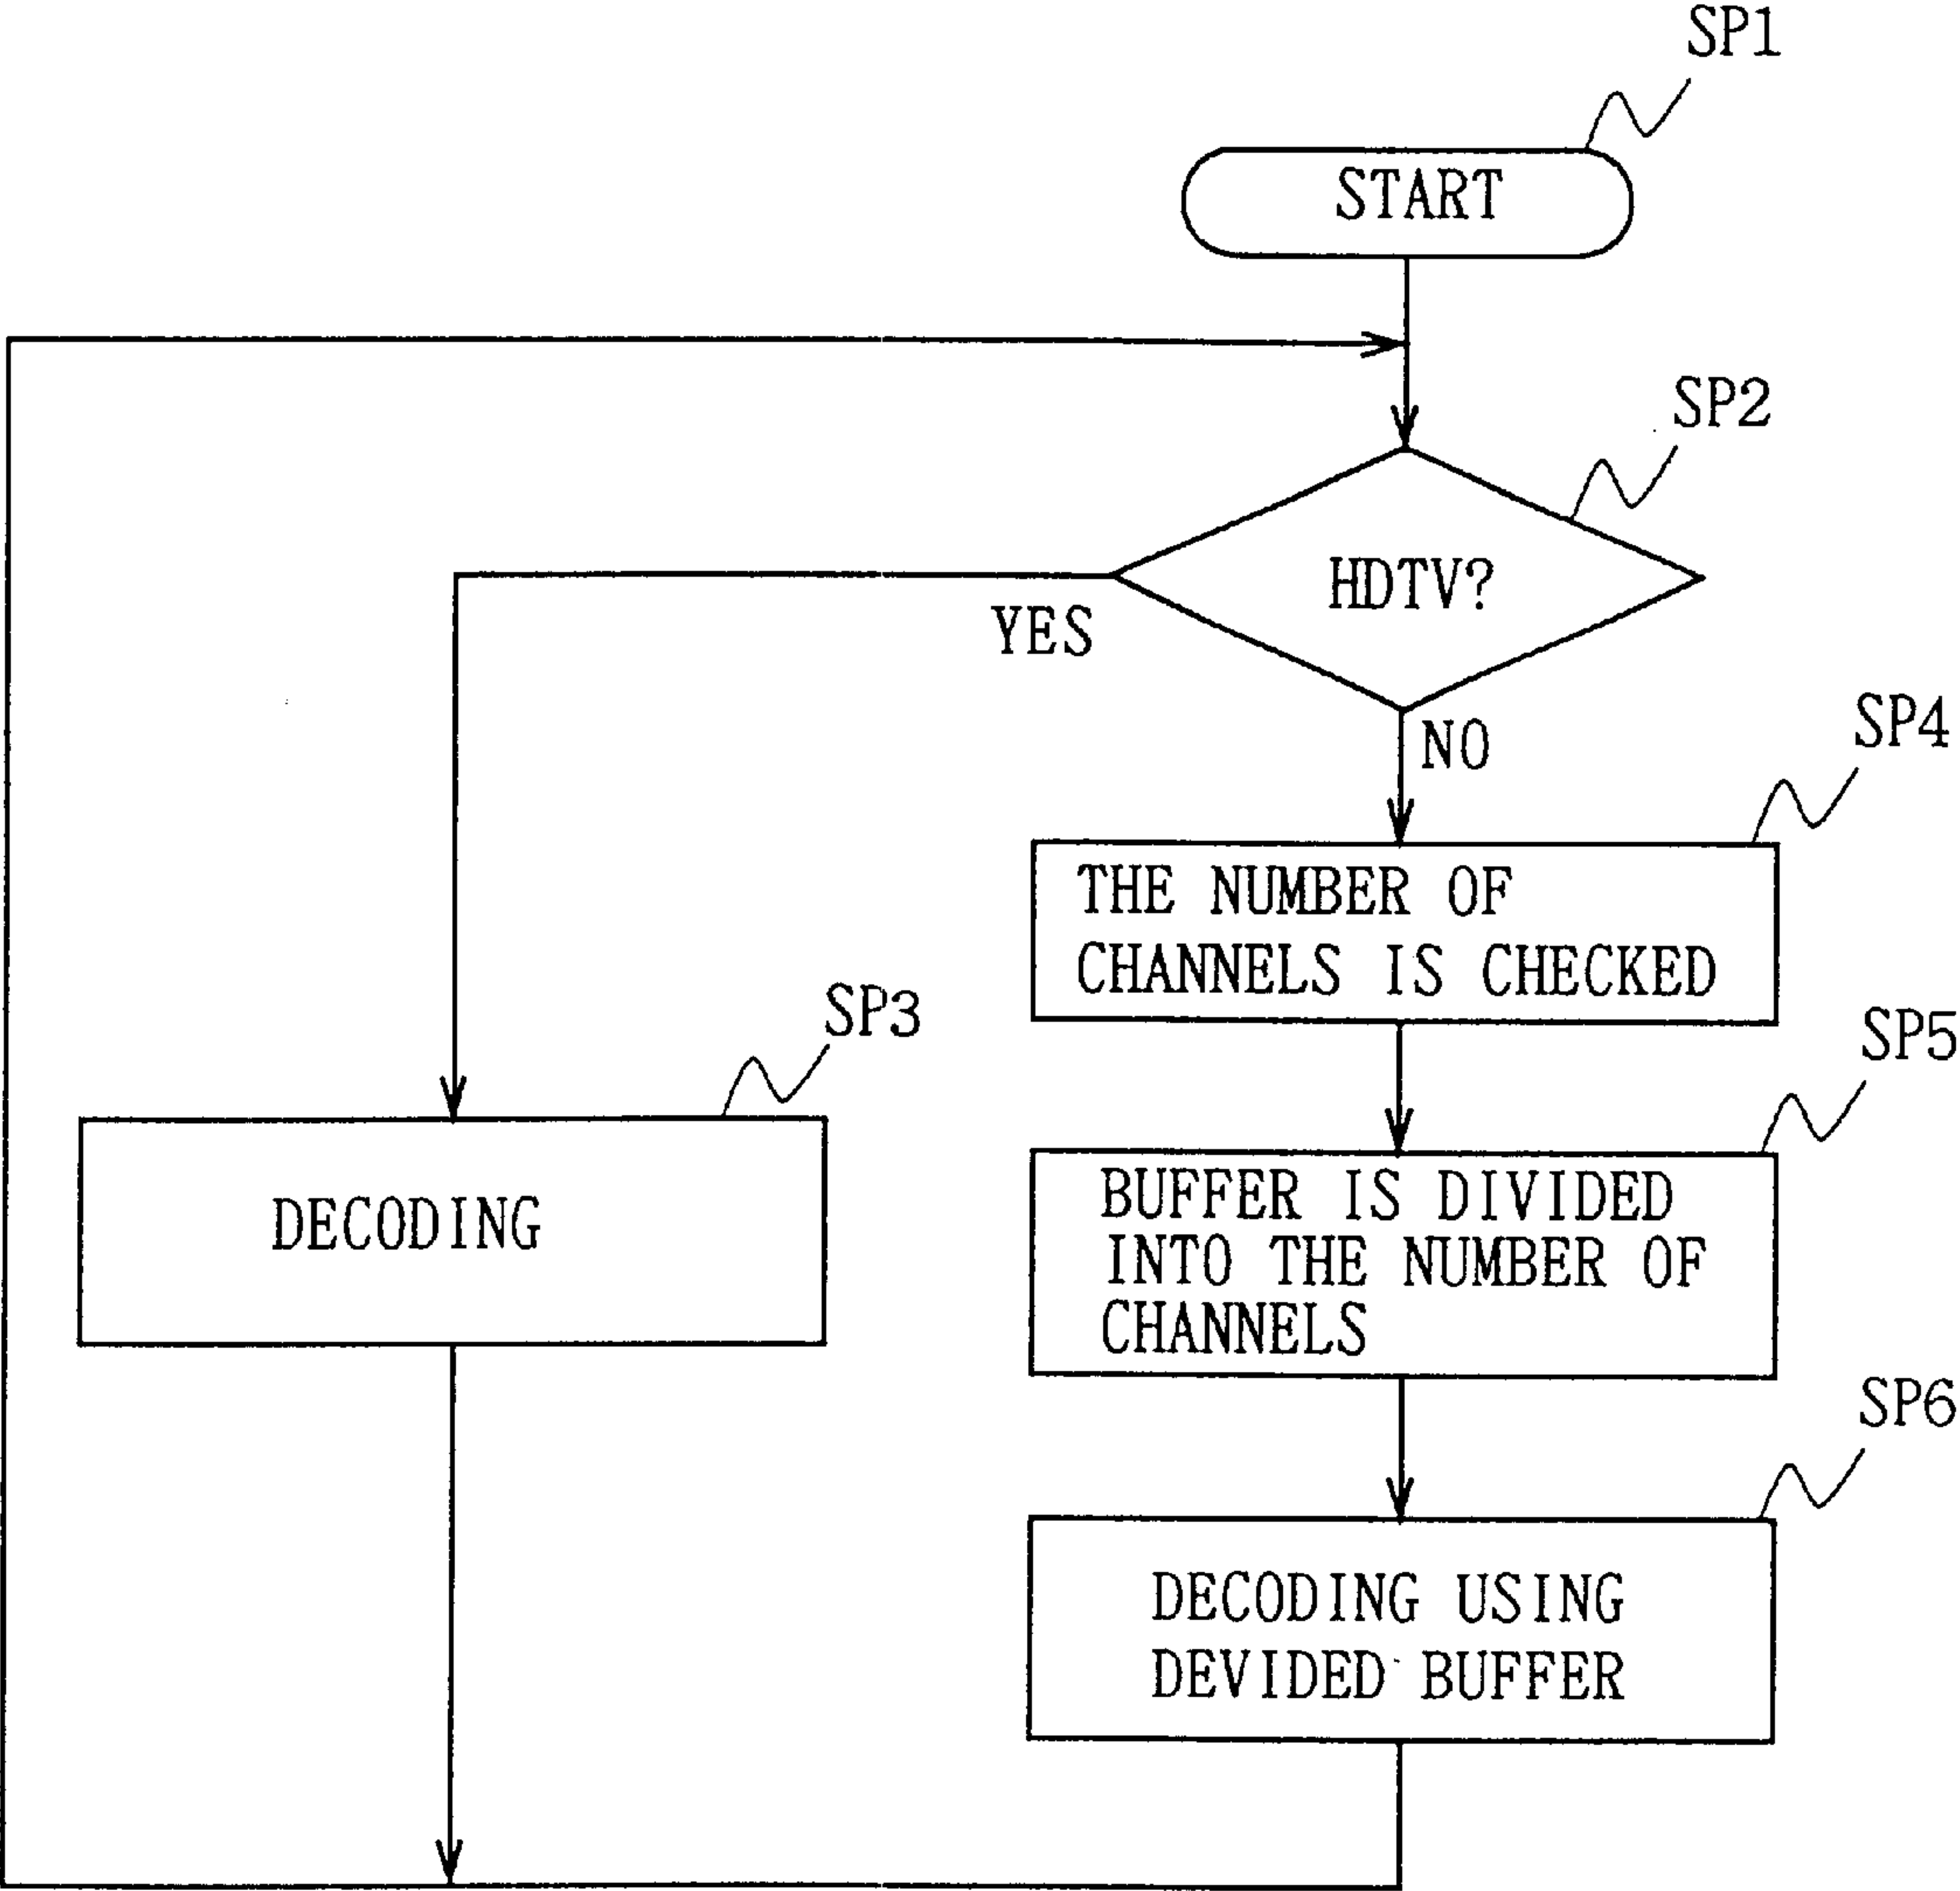 SP1
START
SP2
HDTV?
YES
NO
SP4
THE NUMBER OF
CHANNELS IS CHECKED
SP3
DECODING
SP5
BUFFER IS DIVIDED
INTO THE NUMBER OF
CHANNELS
SP6
DECODING USING
DEVIDED BUFFER